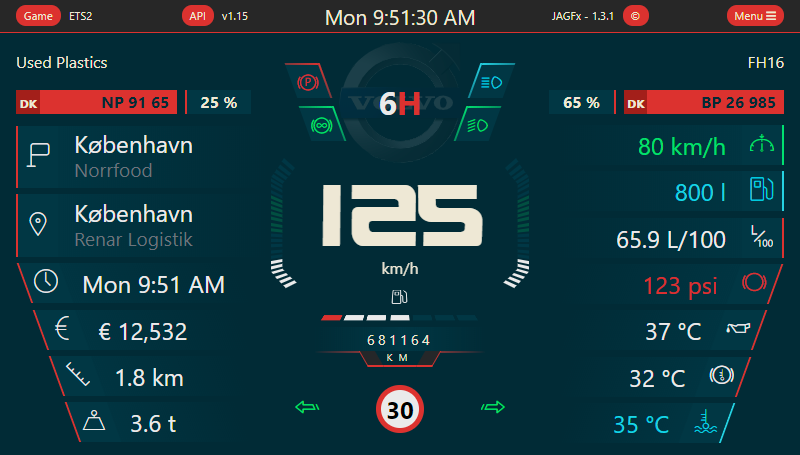 Game ETS2 API v1.15 Mon 9:51:30 AM JAGFx - 1.3.1 © Menu
Used Plastics FH16
DK NP 91 65 25 % 65 % DK BP 26 985
P
6H
VOLVO
København
Norrfood
København
Renar Logistik
Mon 9:51 AM
€ 12,532
1.8 km
3.6 t
125
km/h
681164
KM
30
80 km/h
800 l
65.9 L/100 L/100
123 psi
37 °C
32 °C
35 °C